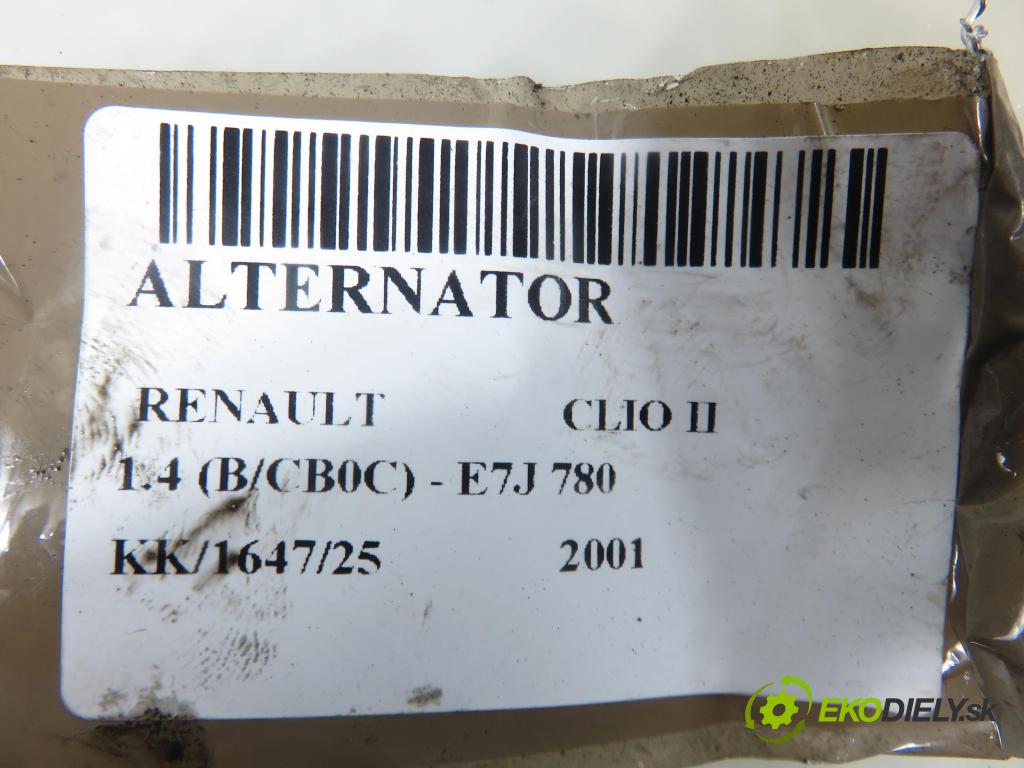 ALTERNATOR
RENAULT CLIO II
1.4 (B/CB0C) - E7J 780
KK/1647/25 2001
EKODIELY.sk